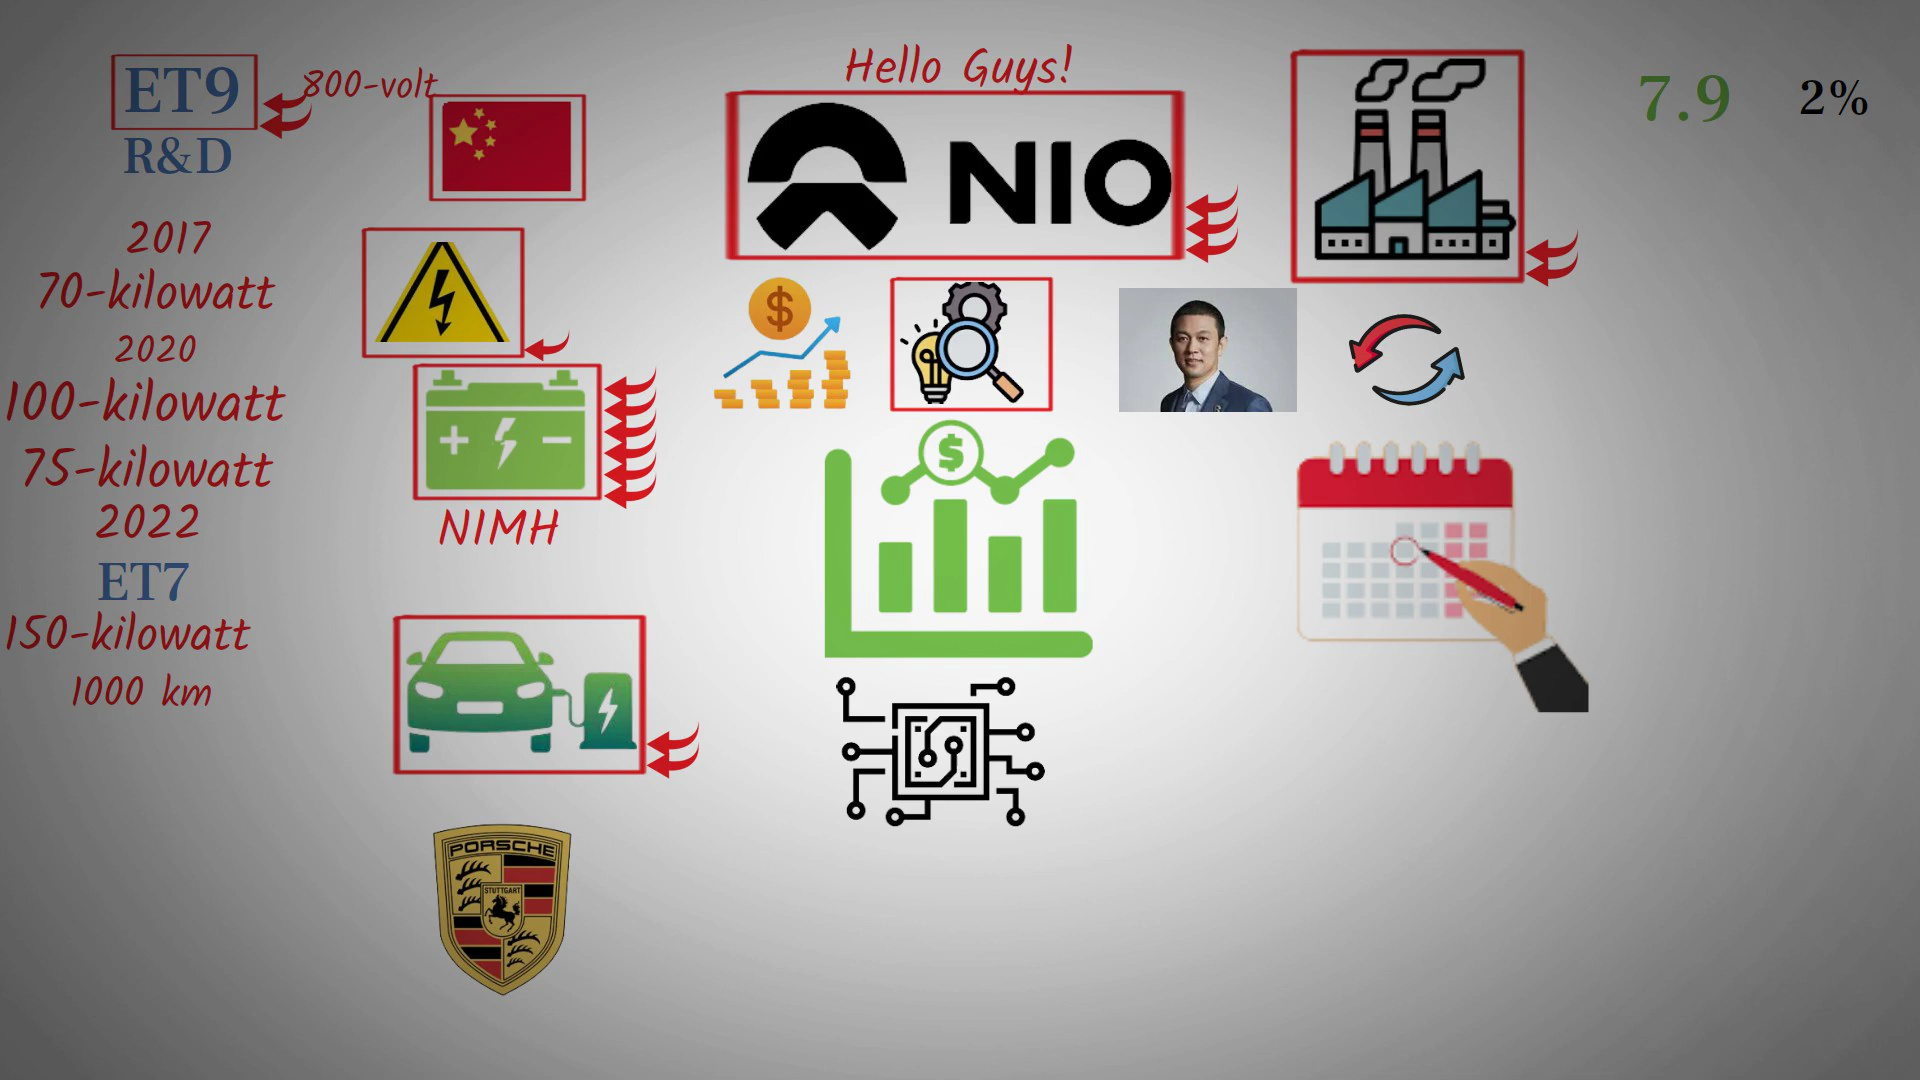 ET9
800-volt
R&D
2017
70-kilowatt
2020
100-kilowatt
75-kilowatt
2022
ET7
150-kilowatt
1000 km
NIMH
PORSCHE
STUTTGART
Hello Guys!
NIO
7.9
2%